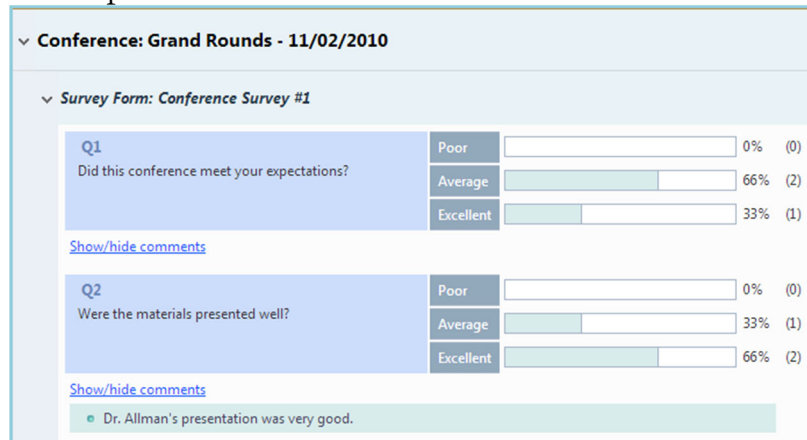 Conference: Grand Rounds - 11/02/2010
Survey Form: Conference Survey #1
Q1
Did this conference meet your expectations?
Poor 0% (0)
Average 66% (2)
Excellent 33% (1)
Show/hide comments
Q2
Were the materials presented well?
Poor 0% (0)
Average 33% (1)
Excellent 66% (2)
Show/hide comments
Dr. Allman's presentation was very good.